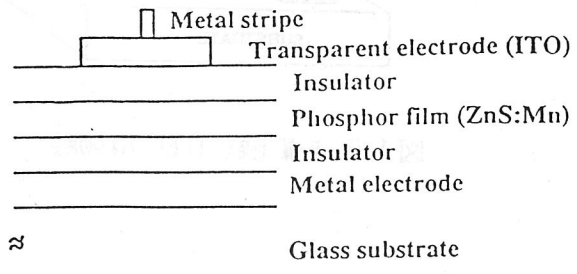 Metal stripe
Transparent electrode (ITO)
Insulator
Phosphor film (ZnS:Mn)
Insulator
Metal electrode
Glass substrate